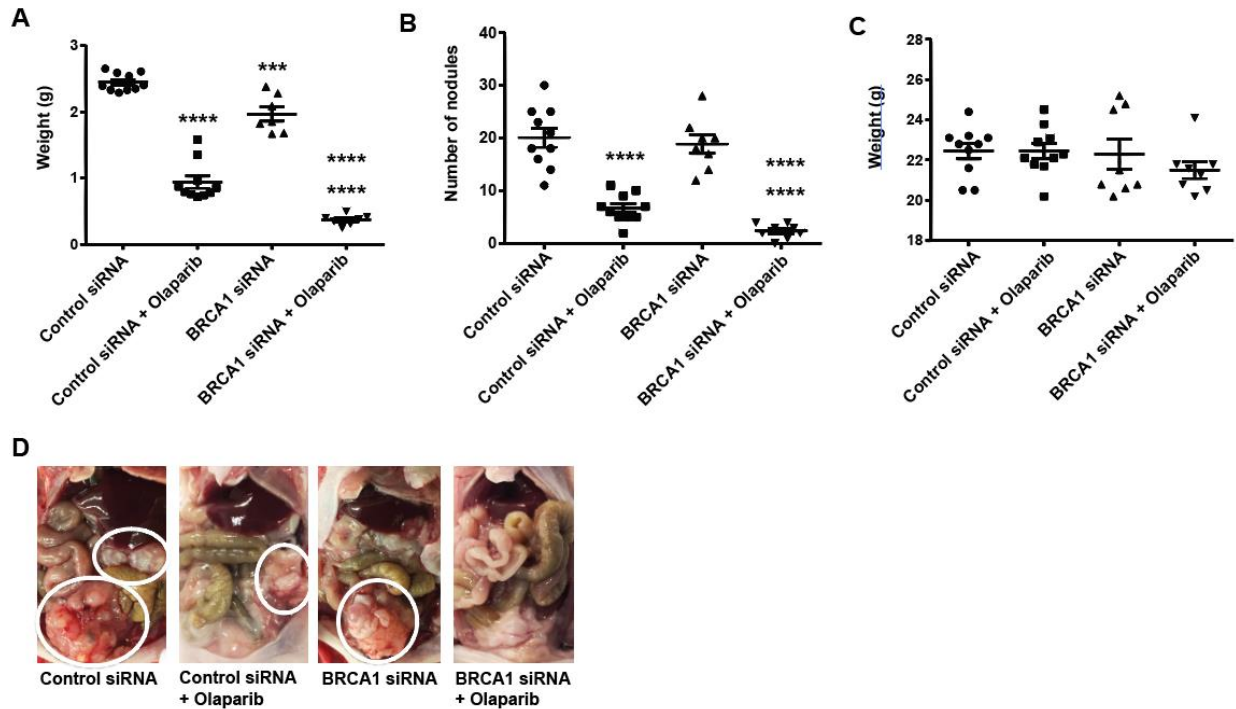 A
Weight (g)
3
2
1
0
****
***
****
****
Control siRNA
Control siRNA + Olaparib
BRCA1 siRNA
BRCA1 siRNA + Olaparib
B
Number of nodules
40
30
20
10
0
****
****
****
Control siRNA
Control siRNA + Olaparib
BRCA1 siRNA
BRCA1 siRNA + Olaparib
C
Weight (g)
28
26
24
22
20
18
Control siRNA
Control siRNA + Olaparib
BRCA1 siRNA
BRCA1 siRNA + Olaparib
D
Control siRNA
Control siRNA
+ Olaparib
BRCA1 siRNA
BRCA1 siRNA
+ Olaparib